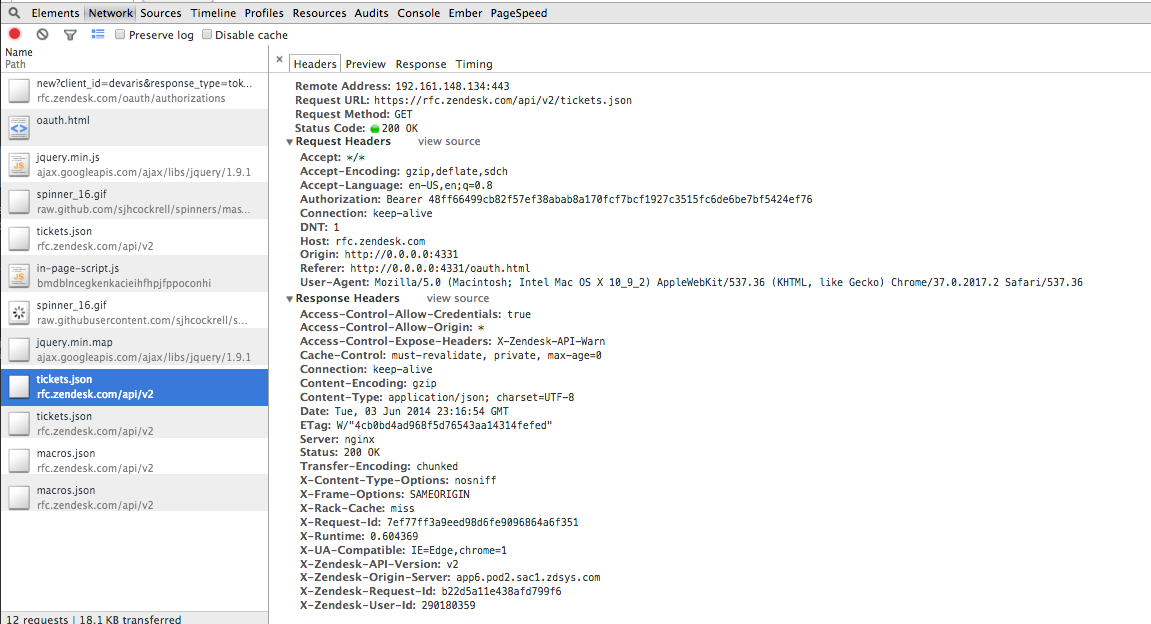 Elements Network Sources Timeline Profiles Resources Audits Console Ember PageSpeed
Preserve log Disable cache
Name
Path
new?client_id=devaris&response_type=tok...
rfc.zendesk.com/oauth/authorizations
oauth.html
jquery.min.js
ajax.googleapis.com/ajax/libs/jquery/1.9.1
spinner_16.gif
raw.github.com/sjhcockrell/spinners/mas...
tickets.json
rfc.zendesk.com/api/v2
in-page-script.js
bmdblncegkenkacieihfhpjfppoconhi
spinner_16.gif
raw.githubusercontent.com/sjhcockrell/s...
jquery.min.map
ajax.googleapis.com/ajax/libs/jquery/1.9.1
tickets.json
rfc.zendesk.com/api/v2
tickets.json
rfc.zendesk.com/api/v2
macros.json
rfc.zendesk.com/api/v2
macros.json
rfc.zendesk.com/api/v2
12 requests | 18.1 KB transferred
× Headers Preview Response Timing
Remote Address: 192.161.148.134:443
Request URL: https://rfc.zendesk.com/api/v2/tickets.json
Request Method: GET
Status Code: 200 OK
Request Headers view source
Accept: */*
Accept-Encoding: gzip,deflate,sdch
Accept-Language: en-US,en;q=0.8
Authorization: Bearer 48ff66499cb82f57ef38abab8a170fcf7bcf1927c3515fc6de6be7bf5424ef76
Connection: keep-alive
DNT: 1
Host: rfc.zendesk.com
Origin: http://0.0.0.0:4331
Referer: http://0.0.0.0:4331/oauth.html
User-Agent: Mozilla/5.0 (Macintosh; Intel Mac OS X 10_9_2) AppleWebKit/537.36 (KHTML, like Gecko) Chrome/37.0.2017.2 Safari/537.36
Response Headers view source
Access-Control-Allow-Credentials: true
Access-Control-Allow-Origin: *
Access-Control-Expose-Headers: X-Zendesk-API-Warn
Cache-Control: must-revalidate, private, max-age=0
Connection: keep-alive
Content-Encoding: gzip
Content-Type: application/json; charset=UTF-8
Date: Tue, 03 Jun 2014 23:16:54 GMT
ETag: W/"4cb0bd4ad968f5d76543aa14314fefed"
Server: nginx
Status: 200 OK
Transfer-Encoding: chunked
X-Content-Type-Options: nosniff
X-Frame-Options: SAMEORIGIN
X-Rack-Cache: miss
X-Request-Id: 7ef77ff3a9eed98d6fe9096864a6f351
X-Runtime: 0.604369
X-UA-Compatible: IE=Edge,chrome=1
X-Zendesk-API-Version: v2
X-Zendesk-Origin-Server: app6.pod2.sac1.zdsys.com
X-Zendesk-Request-Id: b22d5a11e438afd799f6
X-Zendesk-User-Id: 290180359